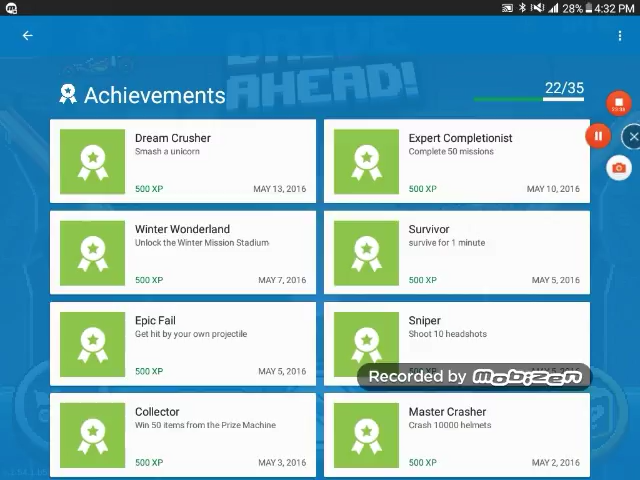 28% 4:32 PM
DRIVE
AHEAD!
Achievements
22/35
Dream Crusher
Smash a unicorn
500 XP
MAY 13, 2016
Expert Completionist
Complete 50 missions
500 XP
MAY 10, 2016
Winter Wonderland
Unlock the Winter Mission Stadium
500 XP
MAY 7, 2016
Survivor
survive for 1 minute
500 XP
MAY 5, 2016
Epic Fail
Get hit by your own projectile
500 XP
MAY 5, 2016
Sniper
Shoot 10 headshots
Recorded by Mobizen
Collector
Win 50 items from the Prize Machine
500 XP
MAY 3, 2016
Master Crasher
Crash 10000 helmets
500 XP
MAY 2, 2016